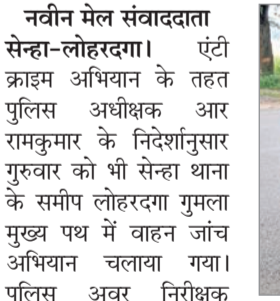 नवीन मेल संवाददाता
सेन्हा-लोहरदगा। एंटी
क्राइम अभियान के तहत
पुलिस अधीक्षक आर
रामकुमार के निदेर्शानुसार
गुरुवार को भी सेन्हा थाना
के समीप लोहरदगा गुमला
मुख्य पथ में वाहन जांच
अभियान चलाया गया।
पुलिस अवर निरीक्षक